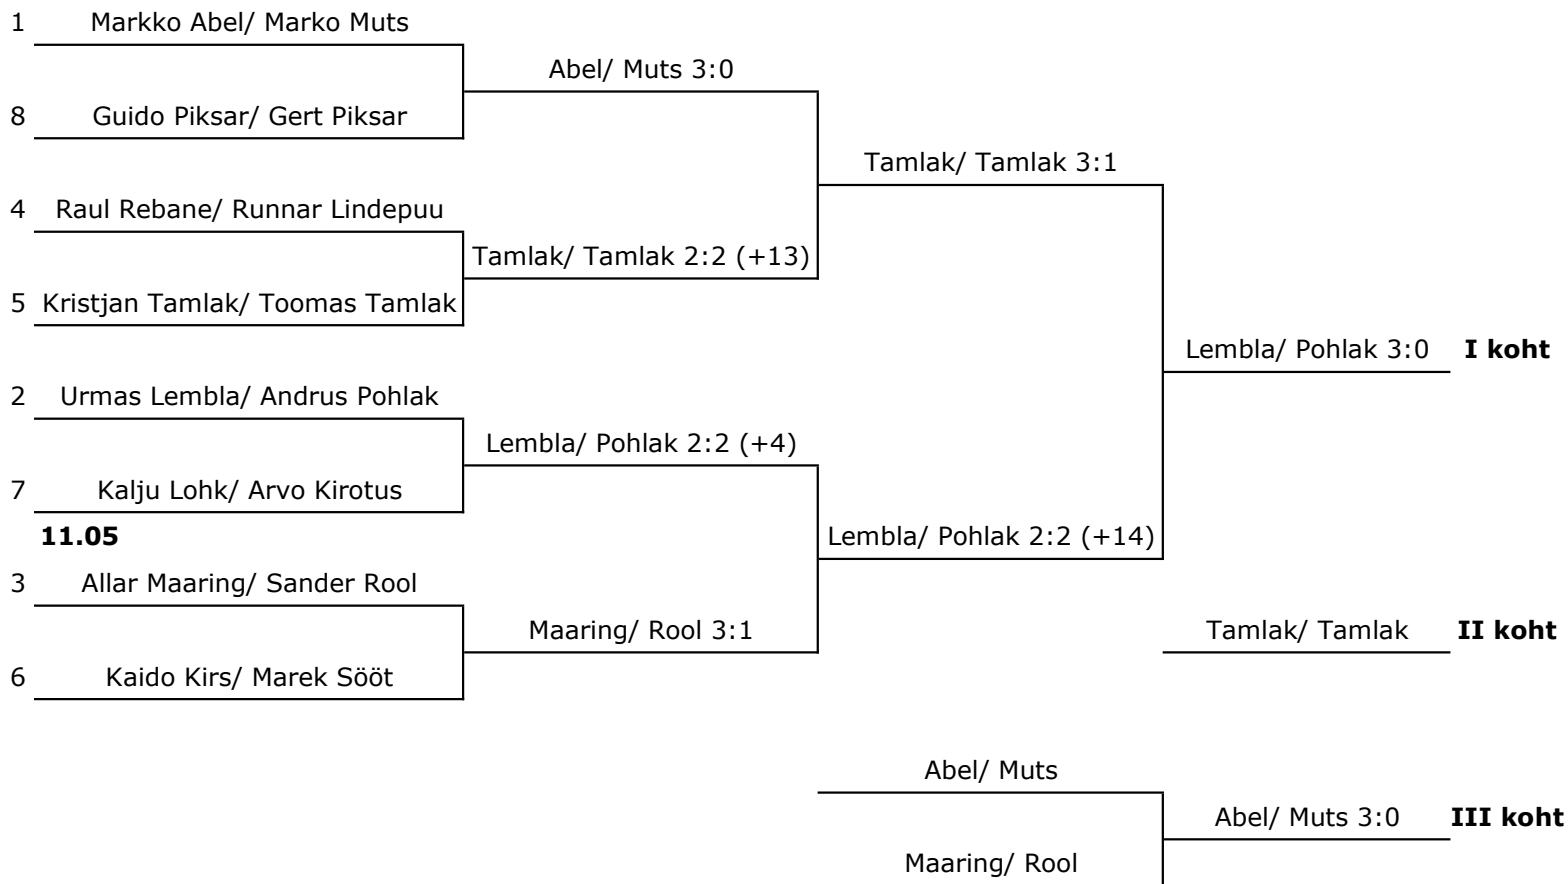 1 Markko Abel/ Marko Muts
Abel/ Muts 3:0
8 Guido Piksar/ Gert Piksar
Tamlak/ Tamlak 3:1
4 Raul Rebane/ Runnar Lindepuu
Tamlak/ Tamlak 2:2 (+13)
5 Kristjan Tamlak/ Toomas Tamlak
Lembla/ Pohlak 3:0 I koht
2 Urmas Lembla/ Andrus Pohlak
Lembla/ Pohlak 2:2 (+4)
7 Kalju Lohk/ Arvo Kirotus
11.05 Lembla/ Pohlak 2:2 (+14)
3 Allar Maaring/ Sander Rool
Maaring/ Rool 3:1 Tamlak/ Tamlak II koht
6 Kaido Kirs/ Marek Sööt
Abel/ Muts
Abel/ Muts 3:0 III koht
Maaring/ Rool